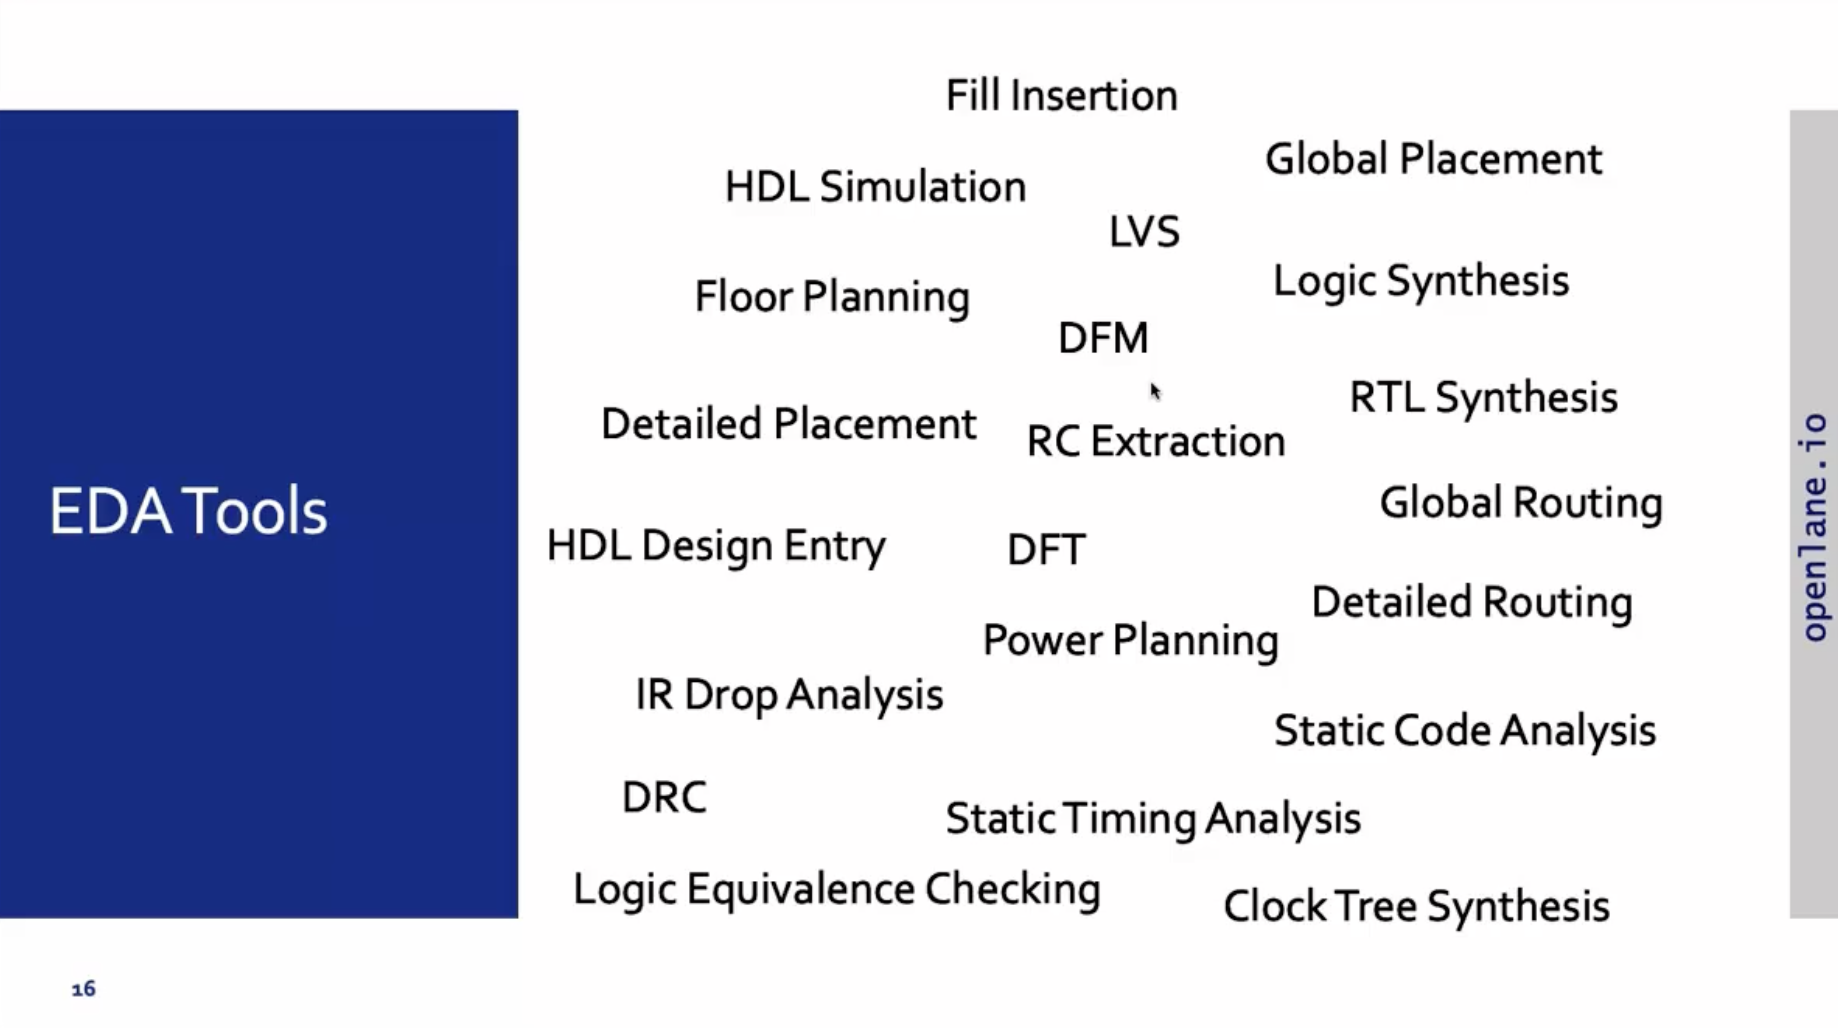 EDA Tools
Fill Insertion
Global Placement
HDL Simulation
LVS
Logic Synthesis
Floor Planning
DFM
RTL Synthesis
Detailed Placement
RC Extraction
Global Routing
HDL Design Entry
DFT
Detailed Routing
Power Planning
IR Drop Analysis
Static Code Analysis
DRC
Static Timing Analysis
Logic Equivalence Checking
Clock Tree Synthesis
openlane.io
16